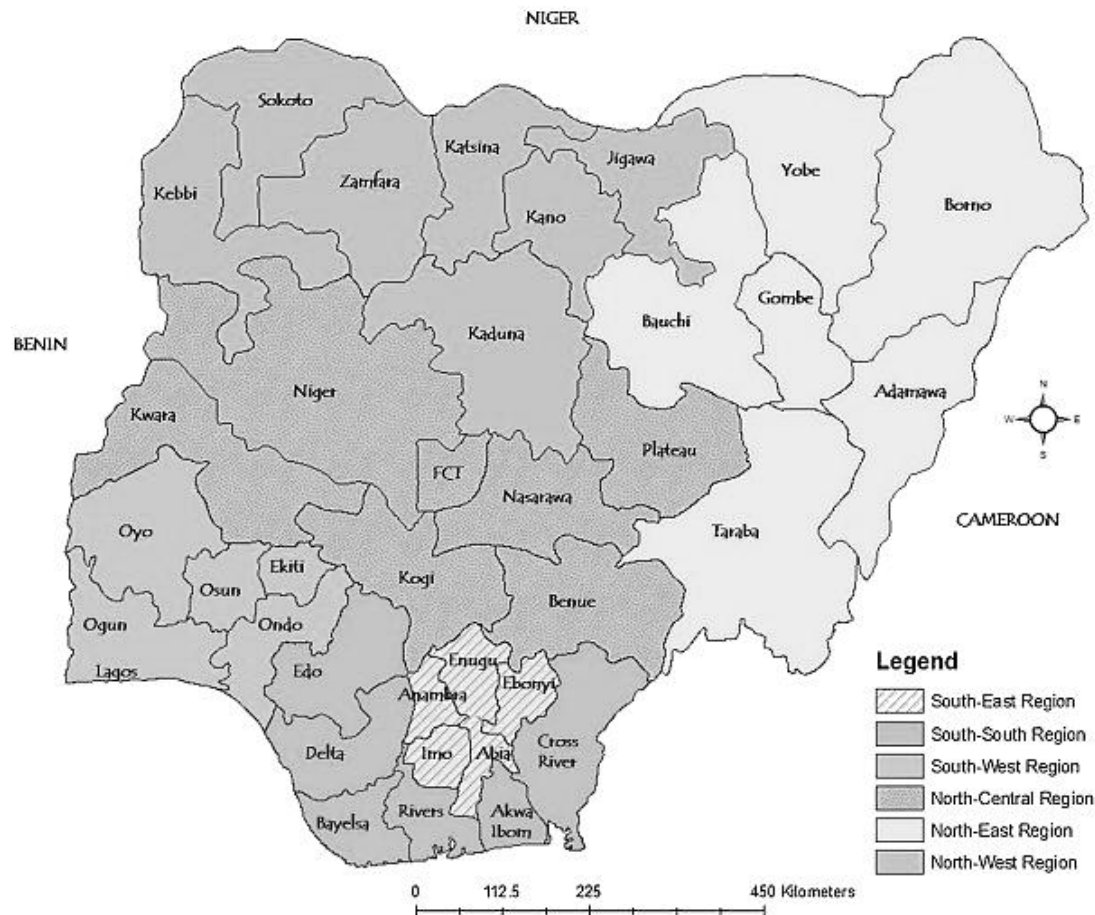 NIGER
Sokoto
Katsina
Jigawa
Yobe
Kebbi
Zamfara
Kano
Borno
Gombe
Bauchi
Kaduna
BENIN
Niger
Adamawa
N
W
E
S
Kwara
Plateau
FCT
Nasarawa
CAMEROON
Taraba
Oyo
Ekiti
Kogi
Osun
Benue
Ogun
Ondo
Lagos
Edo
Enugu
Ebonyi
Anambra
Delta
Imo
Abia
Cross
River
Bayelsa
Rivers
Akwa
Ibom
Legend
South-East Region
South-South Region
South-West Region
North-Central Region
North-East Region
North-West Region
0 112.5 225 450 Kilometers